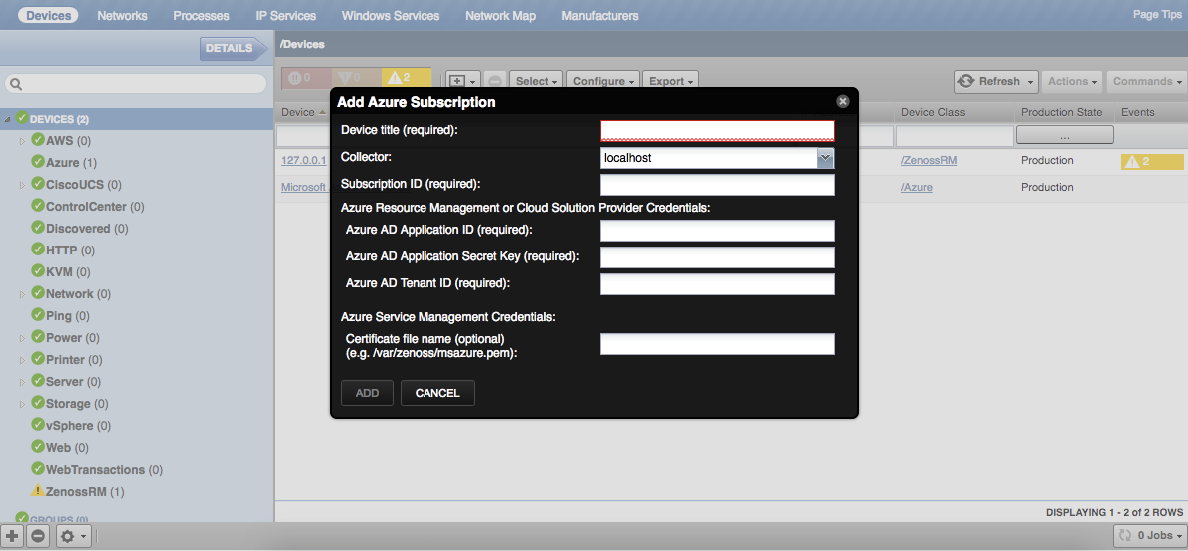 Devices Networks Processes IP Services Windows Services Network Map Manufacturers Page Tips
DETAILS
/Devices
0 0 2 Select Configure Export Refresh Actions Commands
DEVICES (2)
AWS (0)
Azure (1)
CiscoUCS (0)
ControlCenter (0)
Discovered (0)
HTTP (0)
KVM (0)
Network (0)
Ping (0)
Power (0)
Printer (0)
Server (0)
Storage (0)
vSphere (0)
Web (0)
WebTransactions (0)
ZenossRM (1)
GROUPS (0)
Device Device Class Production State Events
...
127.0.0.1 /ZenossRM Production 2
Microsoft /Azure Production
Add Azure Subscription
Device title (required):
Collector: localhost
Subscription ID (required):
Azure Resource Management or Cloud Solution Provider Credentials:
Azure AD Application ID (required):
Azure AD Application Secret Key (required):
Azure AD Tenant ID (required):
Azure Service Management Credentials:
Certificate file name (optional)
(e.g. /var/zenoss/msazure.pem):
ADD CANCEL
DISPLAYING 1 - 2 of 2 ROWS
0 Jobs